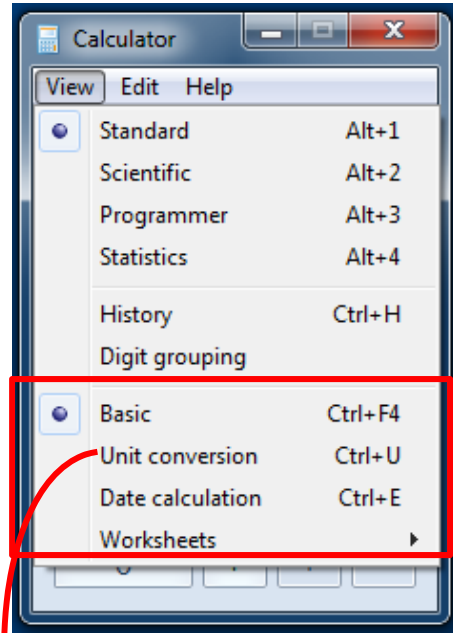 Calculator
View Edit Help
Standard Alt+1
Scientific Alt+2
Programmer Alt+3
Statistics Alt+4
History Ctrl+H
Digit grouping
Basic Ctrl+F4
Unit conversion Ctrl+U
Date calculation Ctrl+E
Worksheets